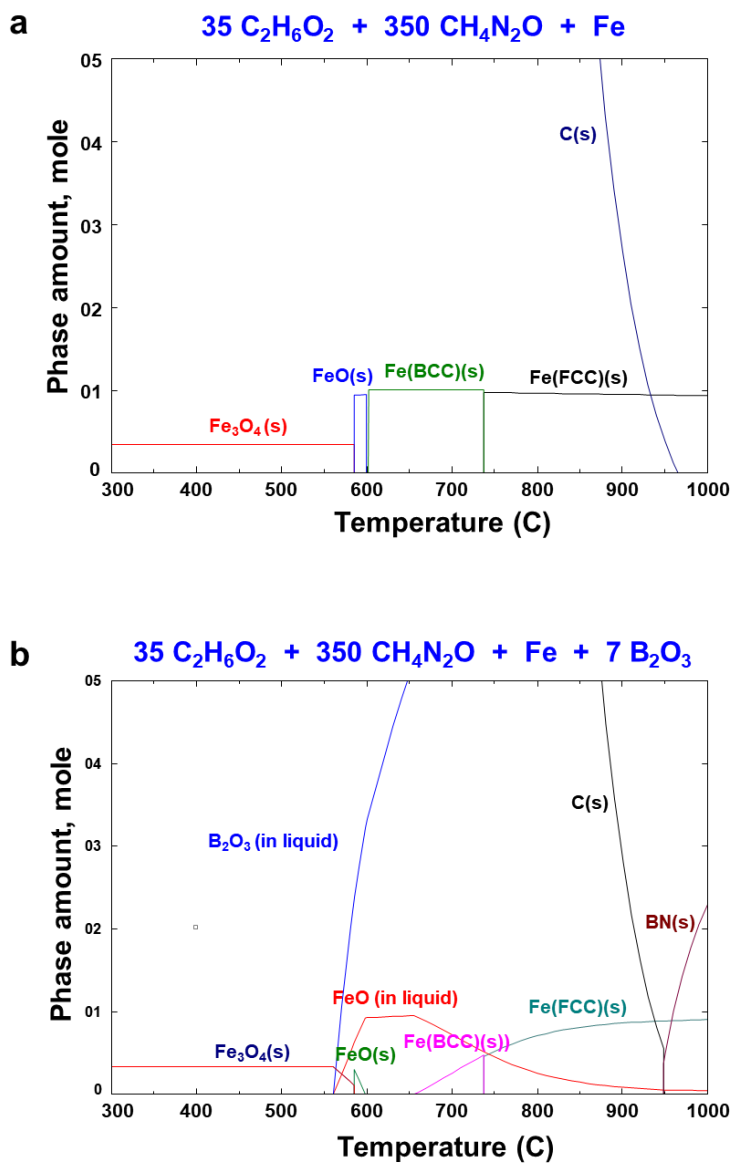 a
35 C₂H₆O₂ + 350 CH₄N₂O + Fe
Phase amount, mole
05
04
03
02
01
0
C(s)
FeO(s)
Fe(BCC)(s)
Fe(FCC)(s)
Fe₃O₄(s)
300 400 500 600 700 800 900 1000
Temperature (C)
b
35 C₂H₆O₂ + 350 CH₄N₂O + Fe + 7 B₂O₃
Phase amount, mole
05
04
03
02
01
0
C(s)
B₂O₃ (in liquid)
BN(s)
FeO (in liquid)
Fe(FCC)(s)
Fe₃O₄(s)
FeO(s)
Fe(BCC)(s))
300 400 500 600 700 800 900 1000
Temperature (C)